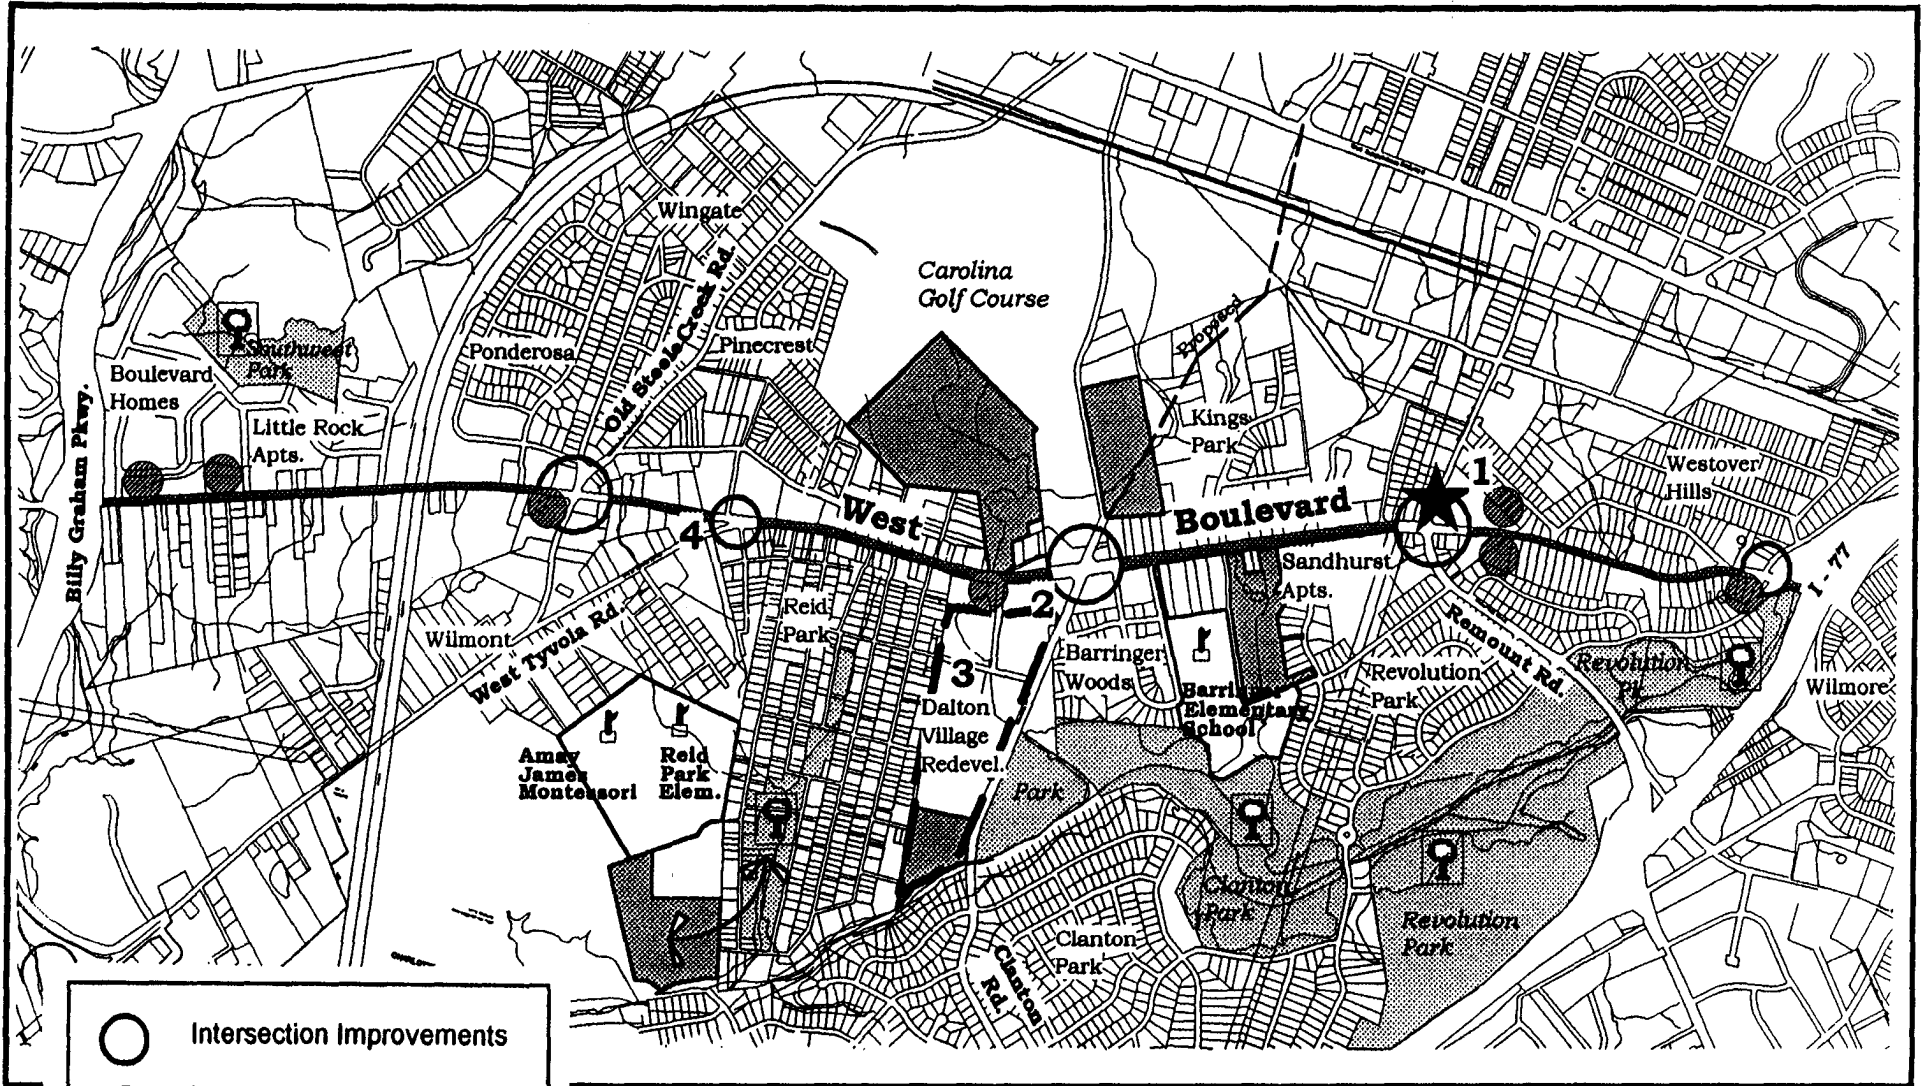 Wingate
Carolina
Golf Course
Old Steele Creek Rd.
Proposed
Ponderosa
Pinecrest
Southwest
Park
Boulevard
Homes
Little Rock
Apts.
Billy Graham Pkwy.
Kings
Park
1
Westover
Hills
West
Boulevard
4
Sandhurst
Apts.
I - 77
2
Reid
Park
Wilmont
West Tyvola Rd.
Remount Rd.
Barringer
Woods
3
Dalton
Village
Redevel.
Revolution
Park
Revolution
Pk.
Wilmore
Barringer
Elementary
School
Amay
James
Montessori
Reid
Park
Elem.
Park
Clanton
Park
Revolution
Park
Clanton
Park
Clanton
Rd.
Intersection Improvements